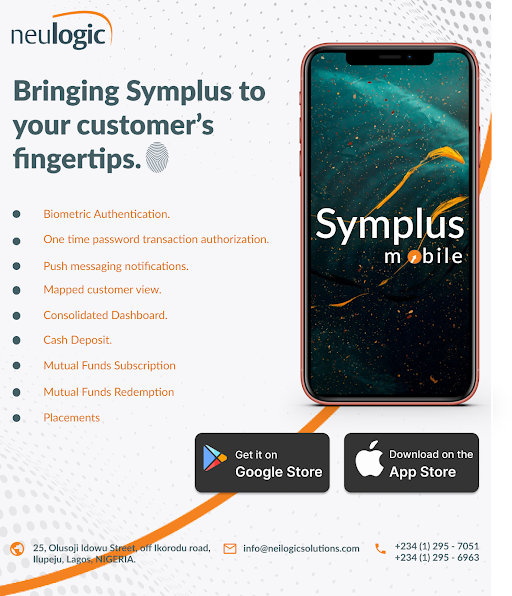 neulogic
Bringing Symplus to
your customer's
fingertips.
Biometric Authentication.
One time password transaction authorization.
Push messaging notifications.
Mapped customer view.
Consolidated Dashboard.
Cash Deposit.
Mutual Funds Subscription
Mutual Funds Redemption
Placements
Symplus
mobile
Get it on
Google Store
Download on the
App Store
25, Olusoji Idowu Street, off Ikorodu road,
Ilupeju, Lagos, NIGERIA.
info@neilogicsolutions.com
+234 (1) 295 - 7051
+234 (1) 295 - 6963